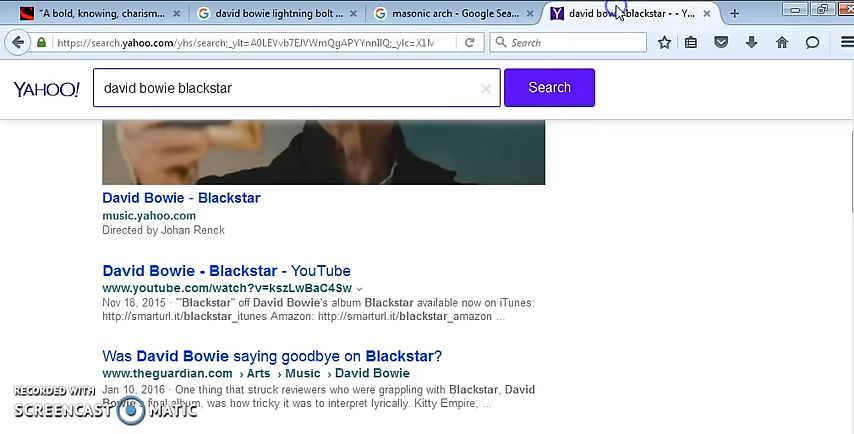 "A bold, knowing, charism...
david bowie lightning bolt ...
masonic arch - Google Sea...
david bow blackstar - - Y...
https://search.yahoo.com/yhs/search;_ylt=A0LEVvb7EJVWmQgAPYYnnIlQ;_ylc=X1M
Search
YAHOO!
david bowie blackstar
Search
David Bowie - Blackstar
music.yahoo.com
Directed by Johan Renck
David Bowie - Blackstar - YouTube
www.youtube.com/watch?v=kszLwBaC4Sw
Nov 18, 2015 · "'Blackstar" off David Bowie's album Blackstar available now on iTunes:
http://smarturl.it/blackstar_itunes Amazon: http://smarturl.it/blackstar_amazon ...
Was David Bowie saying goodbye on Blackstar?
www.theguardian.com › Arts › Music › David Bowie
Jan 10, 2016 · One thing that struck reviewers who were grappling with Blackstar, David
Bowie's final album, was how tricky it was to interpret lyrically. Kitty Empire, ...
RECORDED WITH
SCREENCAST MATIC